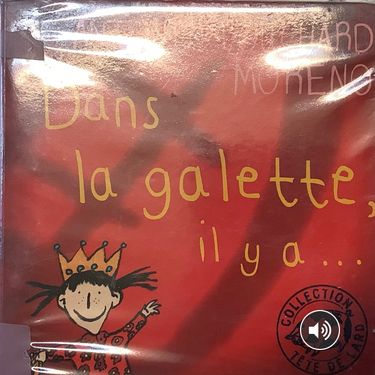 MORENO
Dans
la galette,
il y a...
COLLECTION
TÊTE DE LARD